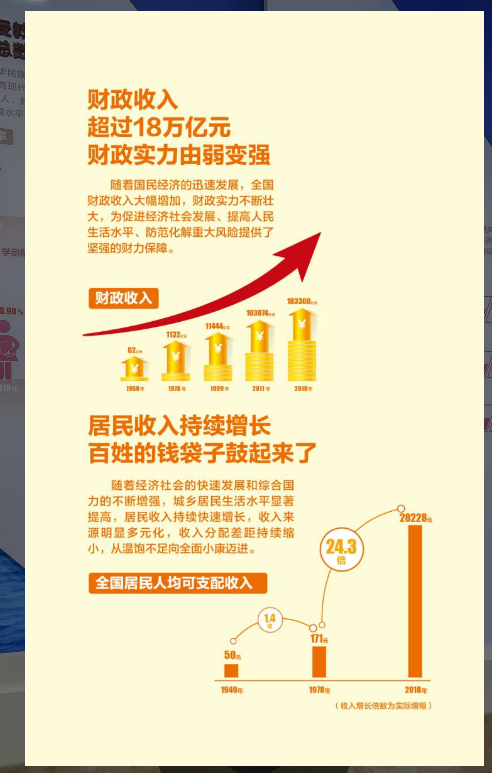 财政收入
超过18万亿元
财政实力由弱变强
随着国民经济的迅速发展，全国
财政收入大幅增加，财政实力不断壮
大，为促进经济社会发展、提高人民
生活水平、防范化解重大风险提供了
坚强的财力保障。
财政收入
62亿元
1132亿元
11444亿元
103874亿元
183360亿元
1950年
1978年
1999年
2011年
2018年
居民收入持续增长
百姓的钱袋子鼓起来了
随着经济社会的快速发展和综合国
力的不断增强，城乡居民生活水平显著
提高，居民收入持续快速增长，收入来
源明显多元化，收入分配差距持续缩
小，从温饱不足向全面小康迈进。
全国居民人均可支配收入
50元
1.4
倍
171元
24.3
倍
28228元
1949年
1978年
2018年
（收入增长倍数为实际增幅）